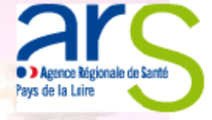 ars
Agence Régionale de Santé
Pays de la Loire